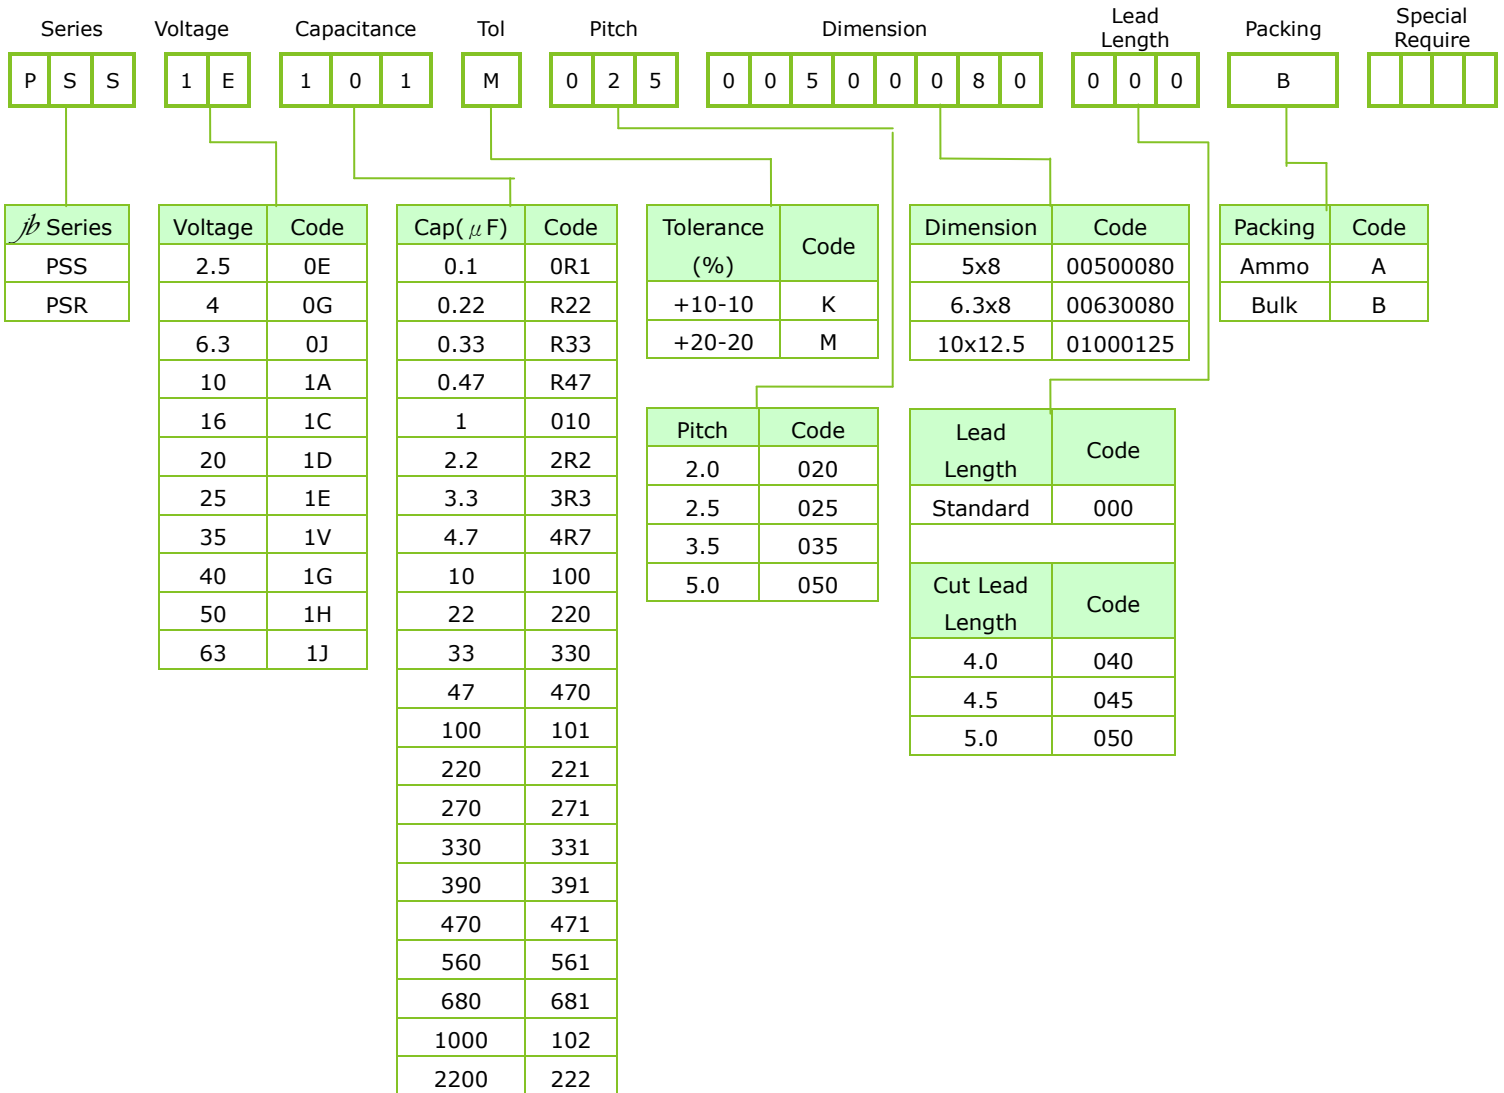 Series Voltage Capacitance Tol Pitch Dimension Lead Length Packing Special Require
P S S 1 E 1 0 1 M 0 2 5 0 0 5 0 0 0 8 0 0 0 0 B
jb Series
PSS
PSR
Voltage Code
2.5 0E
4 0G
6.3 0J
10 1A
16 1C
20 1D
25 1E
35 1V
40 1G
50 1H
63 1J
Cap(μF) Code
0.1 0R1
0.22 R22
0.33 R33
0.47 R47
1 010
2.2 2R2
3.3 3R3
4.7 4R7
10 100
22 220
33 330
47 470
100 101
220 221
270 271
330 331
390 391
470 471
560 561
680 681
1000 102
2200 222
Tolerance (%) Code
+10-10 K
+20-20 M
Pitch Code
2.0 020
2.5 025
3.5 035
5.0 050
Dimension Code
5x8 00500080
6.3x8 00630080
10x12.5 01000125
Lead Length Code
Standard 000
Cut Lead Length Code
4.0 040
4.5 045
5.0 050
Packing Code
Ammo A
Bulk B